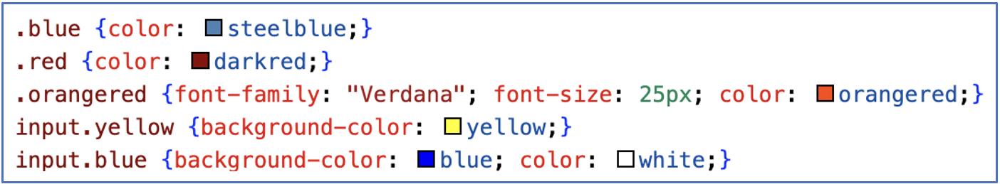 .blue {color: steelblue;}
.red {color: darkred;}
.orangered {font-family: "Verdana"; font-size: 25px; color: orangered;}
input.yellow {background-color: yellow;}
input.blue {background-color: blue; color: white;}